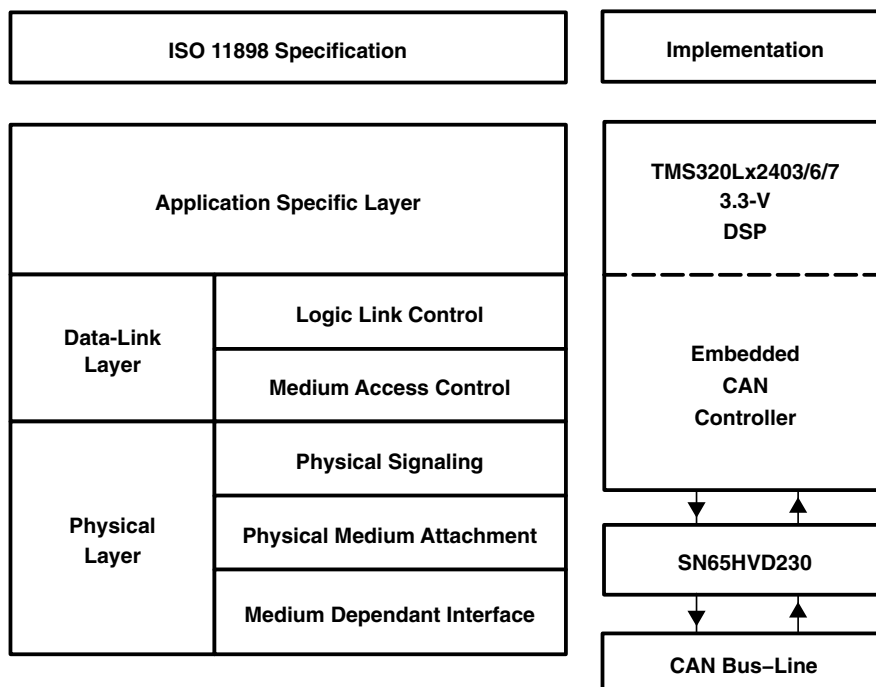 ISO 11898 Specification
Implementation
Application Specific Layer
TMS320Lx2403/6/7
3.3-V
DSP
Data-Link
Layer
Logic Link Control
Medium Access Control
Embedded
CAN
Controller
Physical
Layer
Physical Signaling
Physical Medium Attachment
Medium Dependant Interface
SN65HVD230
CAN Bus–Line